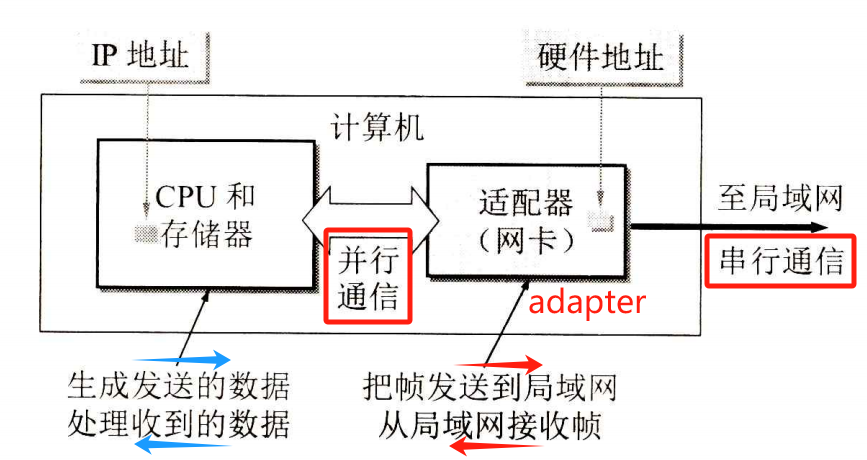 IP 地址
硬件地址
计算机
CPU 和
存储器
并行
通信
适配器
（网卡）
adapter
至局域网
串行通信
生成发送的数据
处理收到的数据
把帧发送到局域网
从局域网接收帧